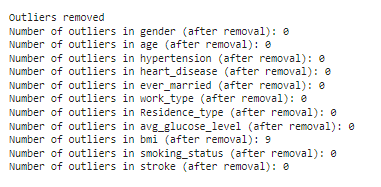 Outliers removed
Number of outliers in gender (after removal): 0
Number of outliers in age (after removal): 0
Number of outliers in hypertension (after removal): 0
Number of outliers in heart_disease (after removal): 0
Number of outliers in ever_married (after removal): 0
Number of outliers in work_type (after removal): 0
Number of outliers in Residence_type (after removal): 0
Number of outliers in avg_glucose_level (after removal): 0
Number of outliers in bmi (after removal): 9
Number of outliers in smoking_status (after removal): 0
Number of outliers in stroke (after removal): 0